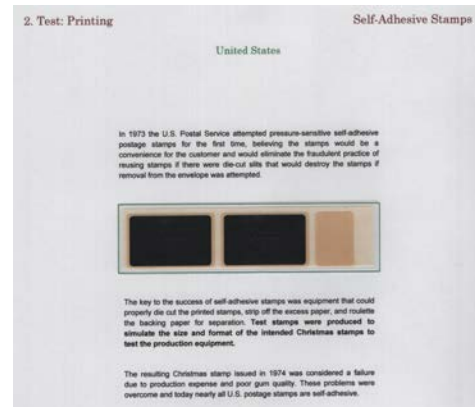 2. Test: Printing
Self-Adhesive Stamps
United States
In 1973 the U.S. Postal Service attempted pressure-sensitive self-adhesive
postage stamps for the first time, believing the stamps would be a
convenience for the customer and would eliminate the fraudulent practice of
reusing stamps if there were die-cut slits that would destroy the stamps if
removal from the envelope was attempted.
The key to the success of self-adhesive stamps was equipment that could
properly die cut the printed stamps, strip off the excess paper, and roulette
the backing paper for separation. Test stamps were produced to
simulate the size and format of the intended Christmas stamps to
test the production equipment.
The resulting Christmas stamp issued in 1974 was considered a failure
due to production expense and poor gum quality. These problems were
overcome and today nearly all U.S. postage stamps are self-adhesive.